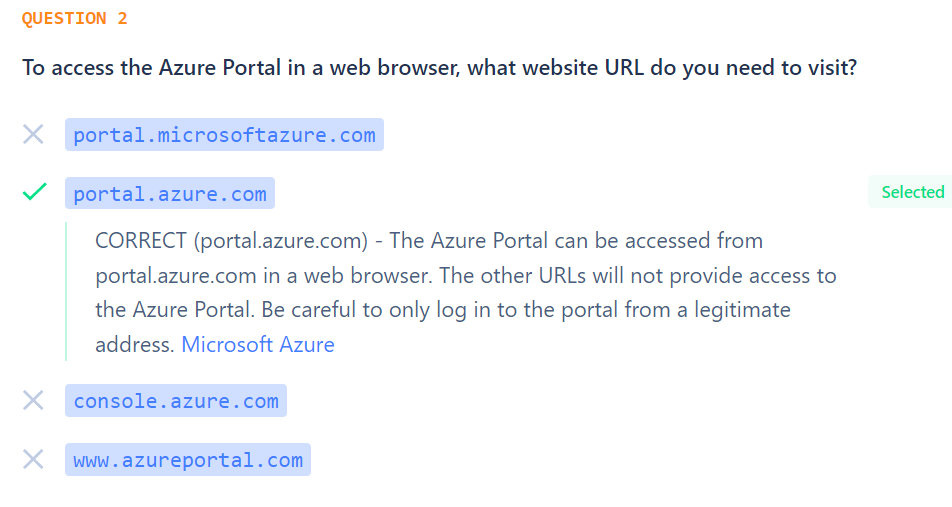 QUESTION 2
To access the Azure Portal in a web browser, what website URL do you need to visit?
portal.microsoftazure.com
portal.azure.com
Selected
CORRECT (portal.azure.com) - The Azure Portal can be accessed from
portal.azure.com in a web browser. The other URLs will not provide access to
the Azure Portal. Be careful to only log in to the portal from a legitimate
address. Microsoft Azure
console.azure.com
www.azureportal.com